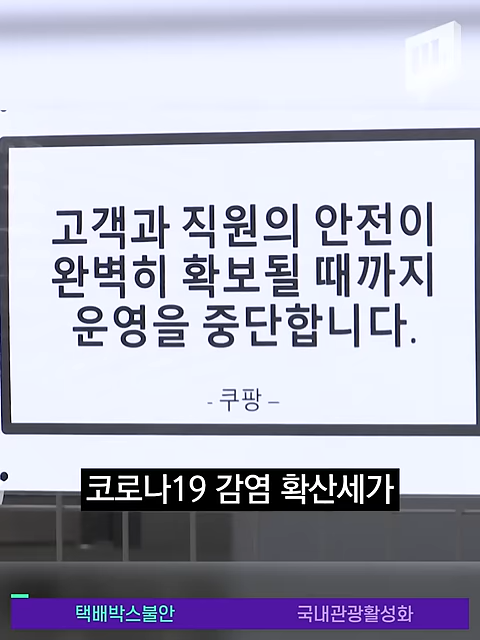 고객과 직원의 안전이
완벽히 확보될 때까지
운영을 중단합니다.
- 쿠팡 –
코로나19 감염 확산세가
택배박스불안
국내관광활성화